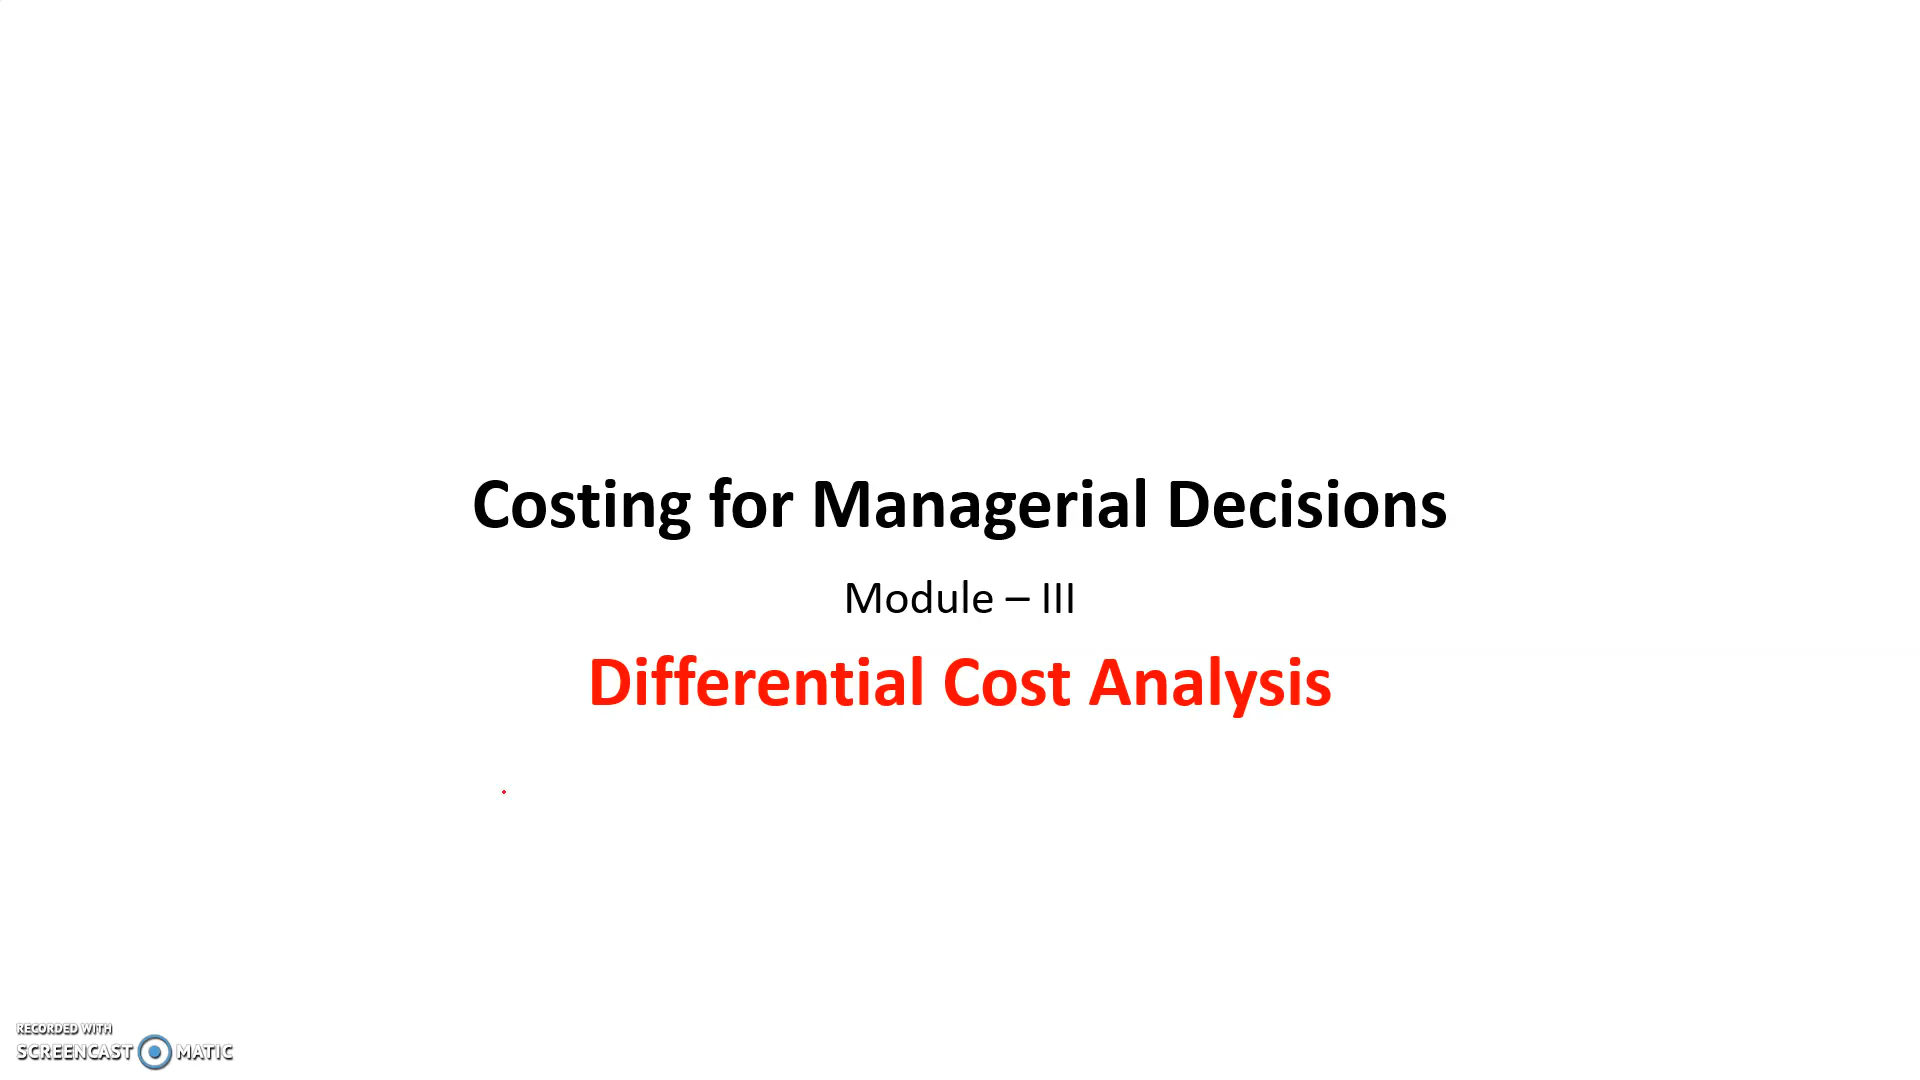 Costing for Managerial Decisions
Module – III
Differential Cost Analysis
RECORDED WITH
SCREENCAST MATIC